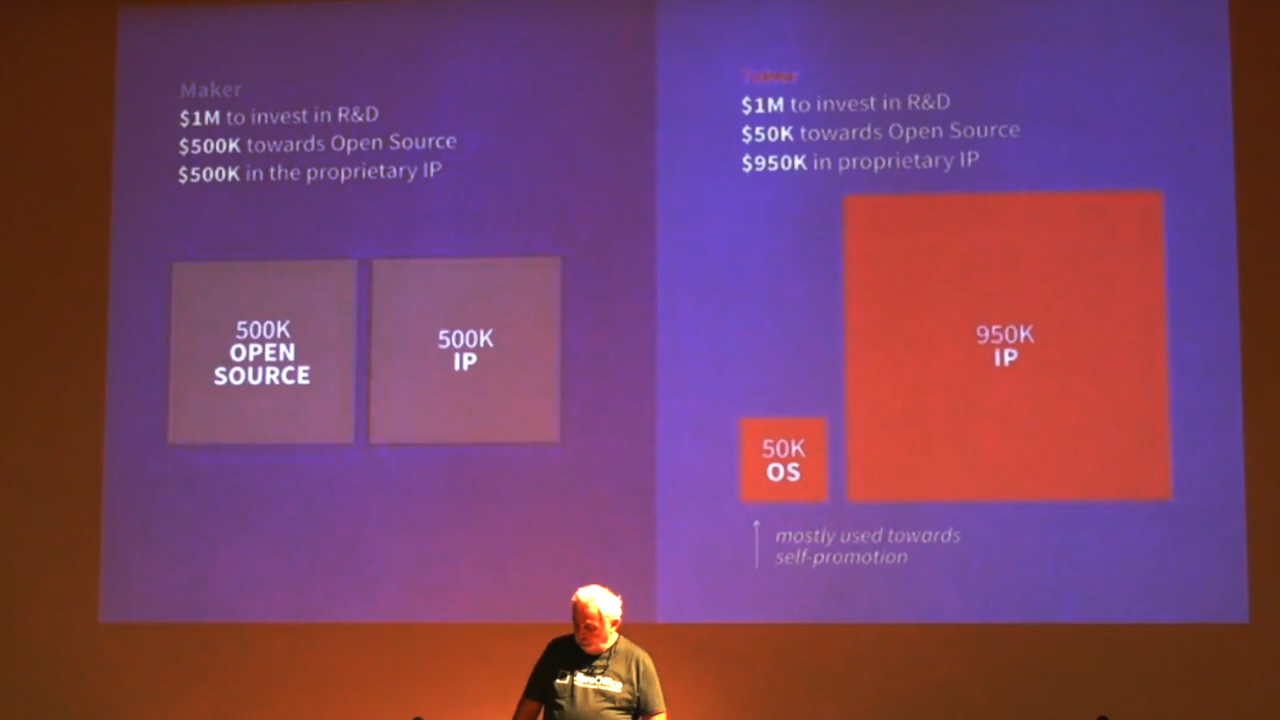 Maker
$1M to invest in R&D
$500K towards Open Source
$500K in the proprietary IP
500K
OPEN
SOURCE
500K
IP
Taker
$1M to invest in R&D
$50K towards Open Source
$950K in proprietary IP
950K
IP
50K
OS
mostly used towards
self-promotion